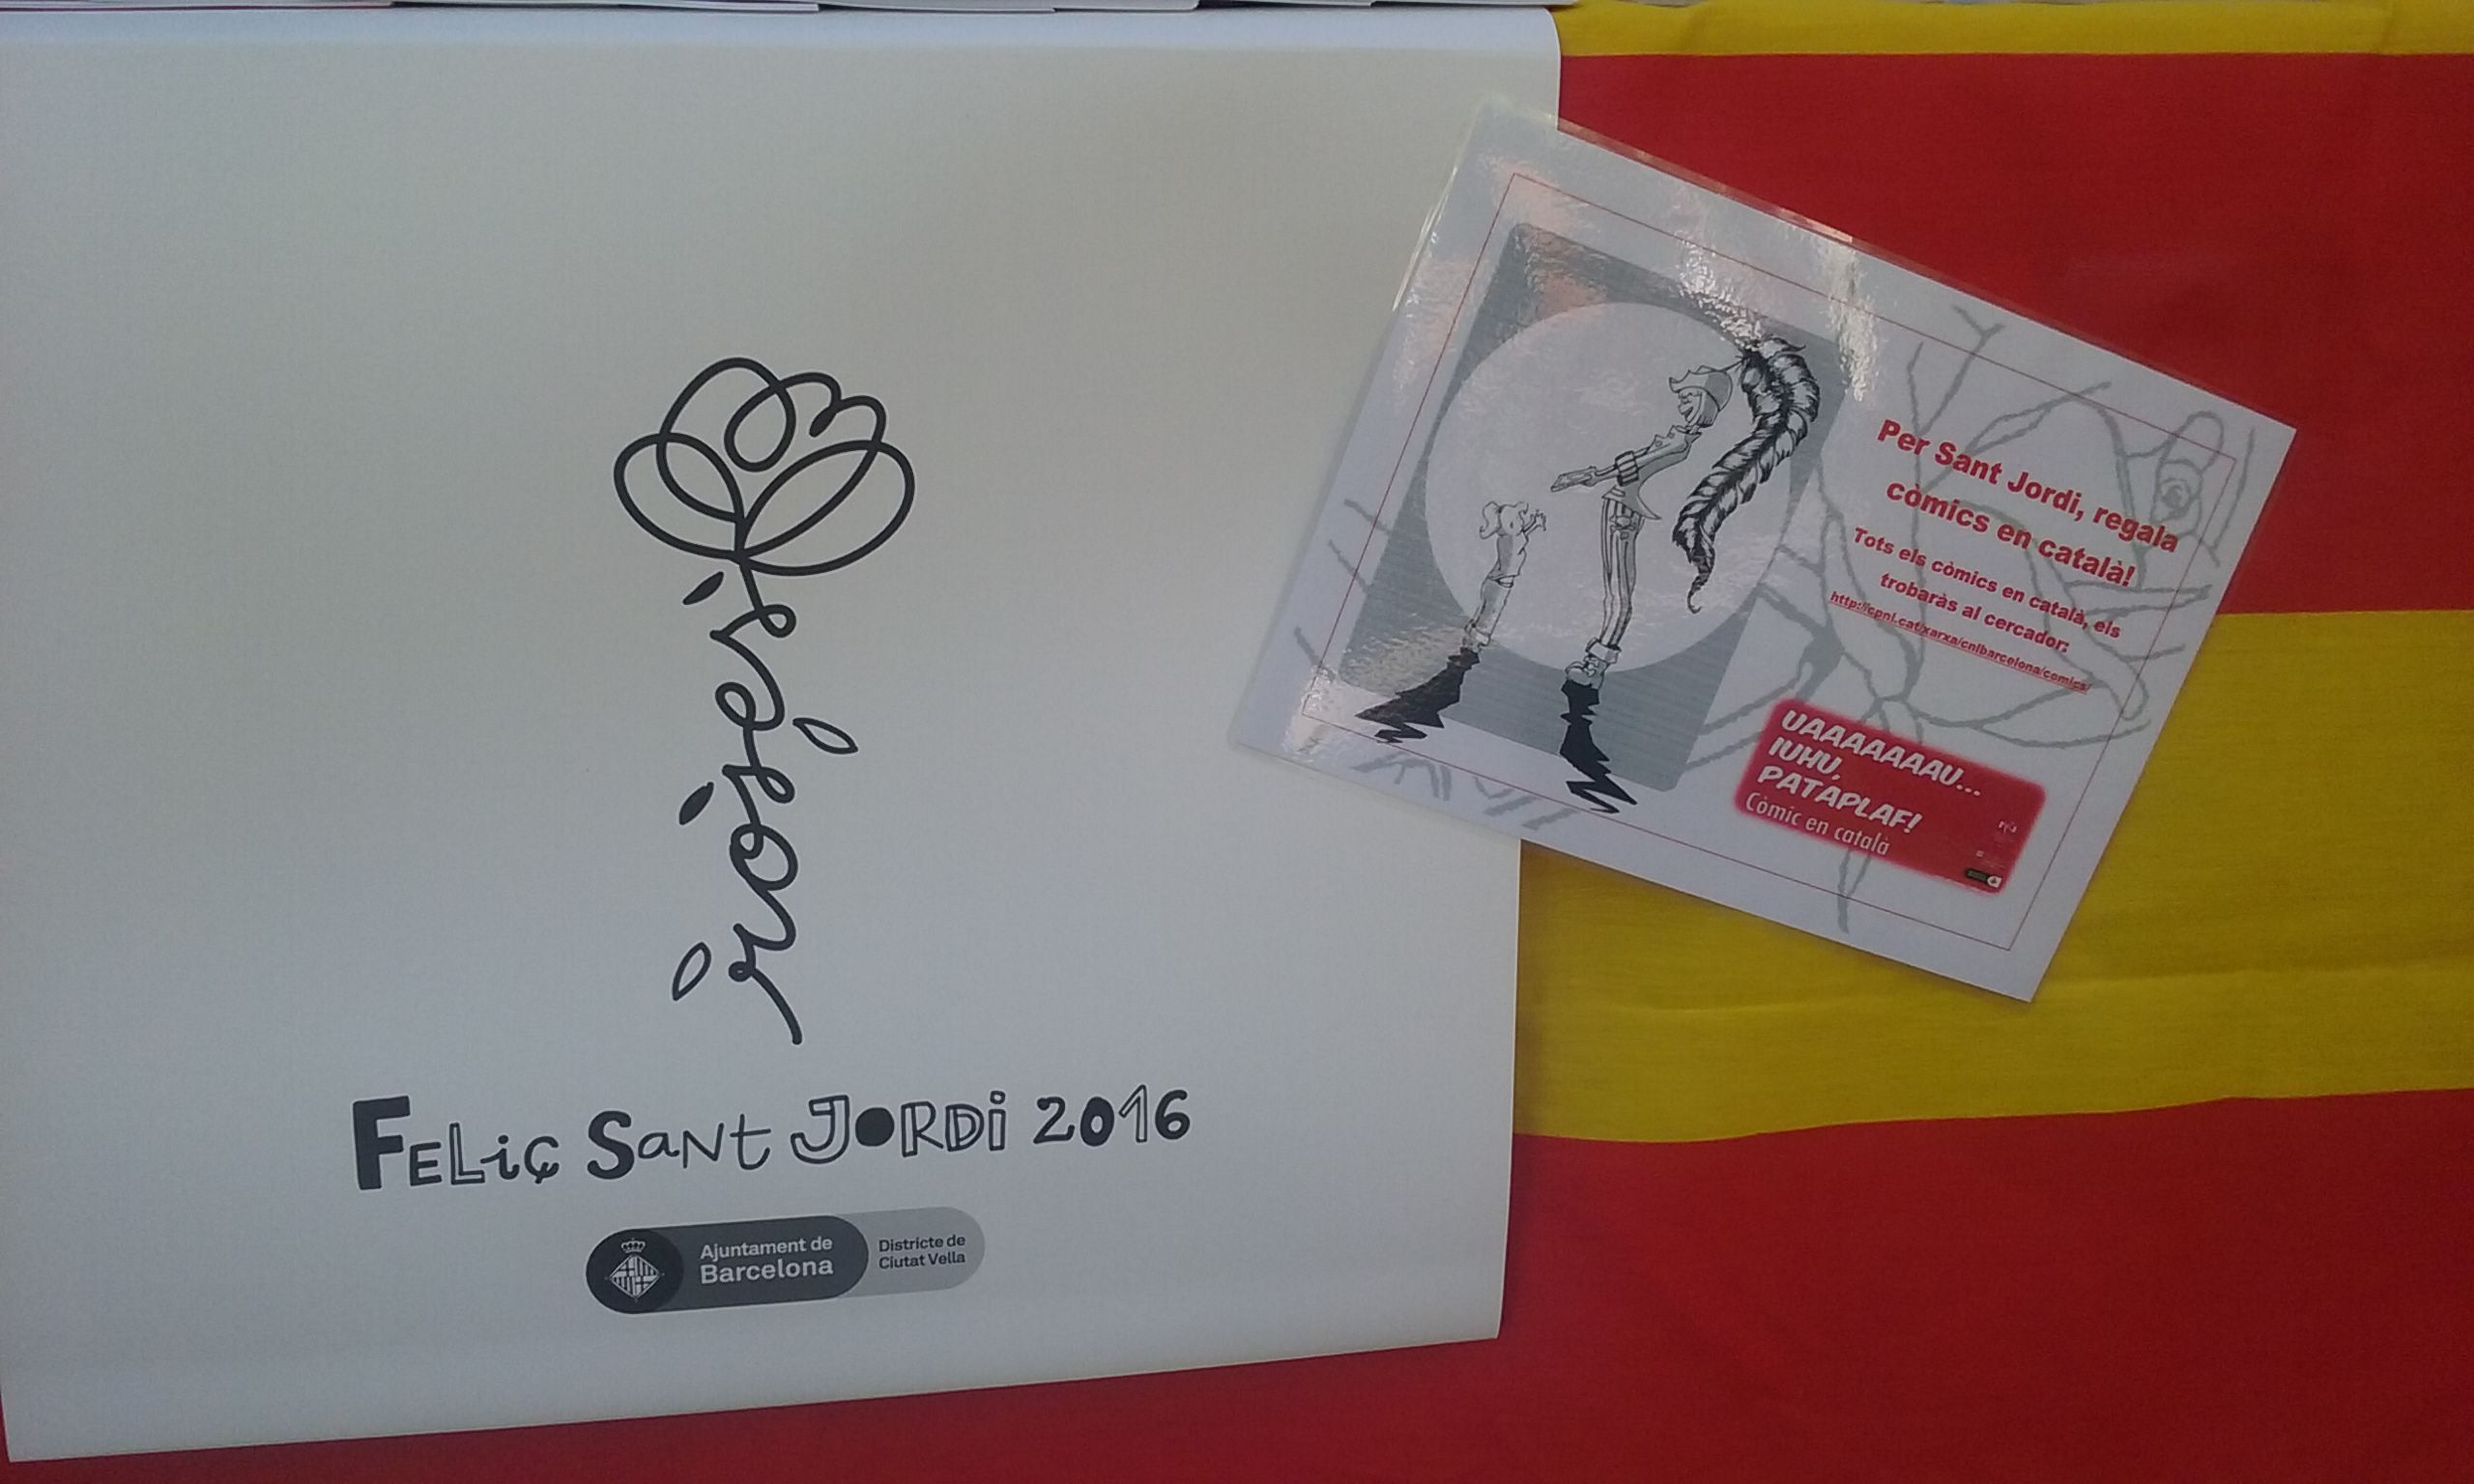 roses
FELiÇ SaNt JORDi 2016
Ajuntament de
Barcelona
Districte de
Ciutat Vella
Per Sant Jordi, regala
còmics en català!
Tots els còmics en català, els
trobaràs al cercador:
http://cpnl.cat/xarxa/cnlbarcelona/comics/
UAAAAAAAU...
IUHU,
PATAPLAF!
Còmic en català